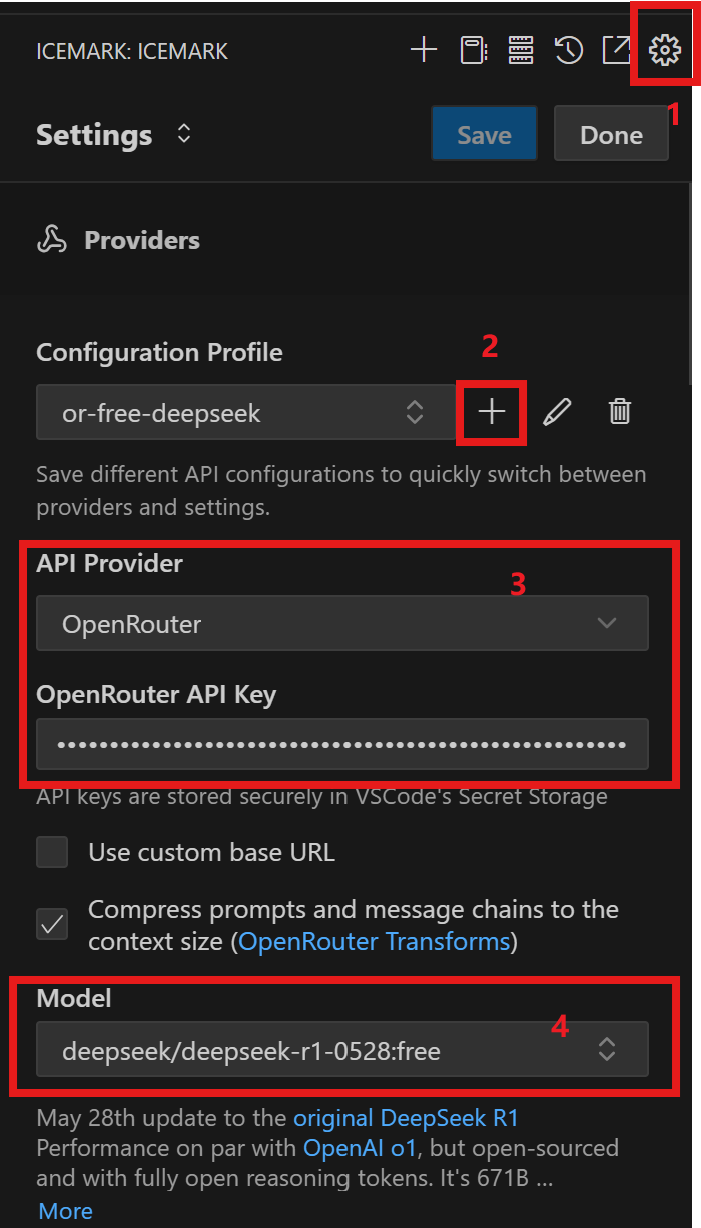 ICEMARK: ICEMARK
1
Settings
Save
Done
Providers
Configuration Profile
2
or-free-deepseek
Save different API configurations to quickly switch between
providers and settings.
API Provider
3
OpenRouter
OpenRouter API Key
••••••••••••••••••••••••••••••••••••••••••••••••••••••
API keys are stored securely in VSCode's Secret Storage
Use custom base URL
Compress prompts and message chains to the
context size (OpenRouter Transforms)
Model
4
deepseek/deepseek-r1-0528:free
May 28th update to the original DeepSeek R1
Performance on par with OpenAI o1, but open-sourced
and with fully open reasoning tokens. It's 671B ...
More